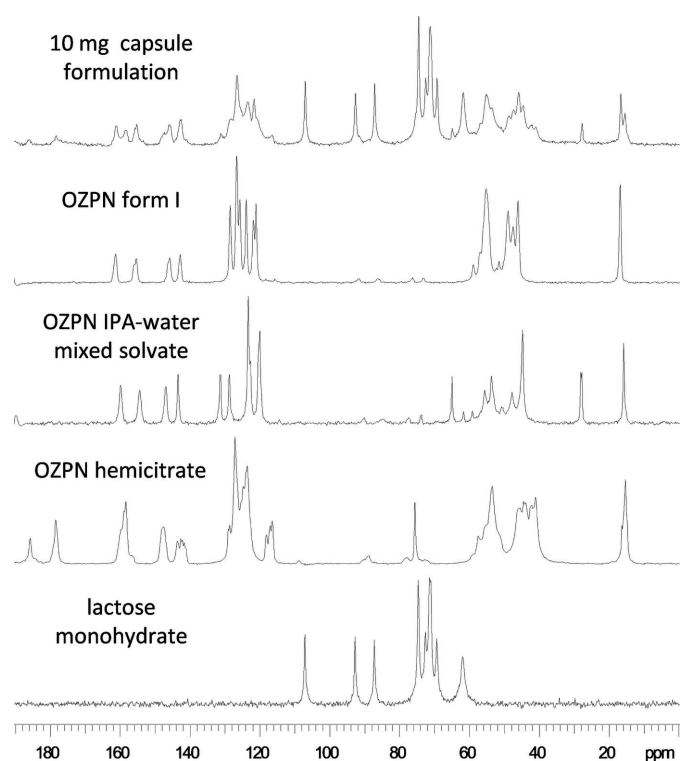 10 mg capsule
formulation
OZPN form I
OZPN IPA-water
mixed solvate
OZPN hemicitrate
lactose
monohydrate
180 160 140 120 100 80 60 40 20 ppm